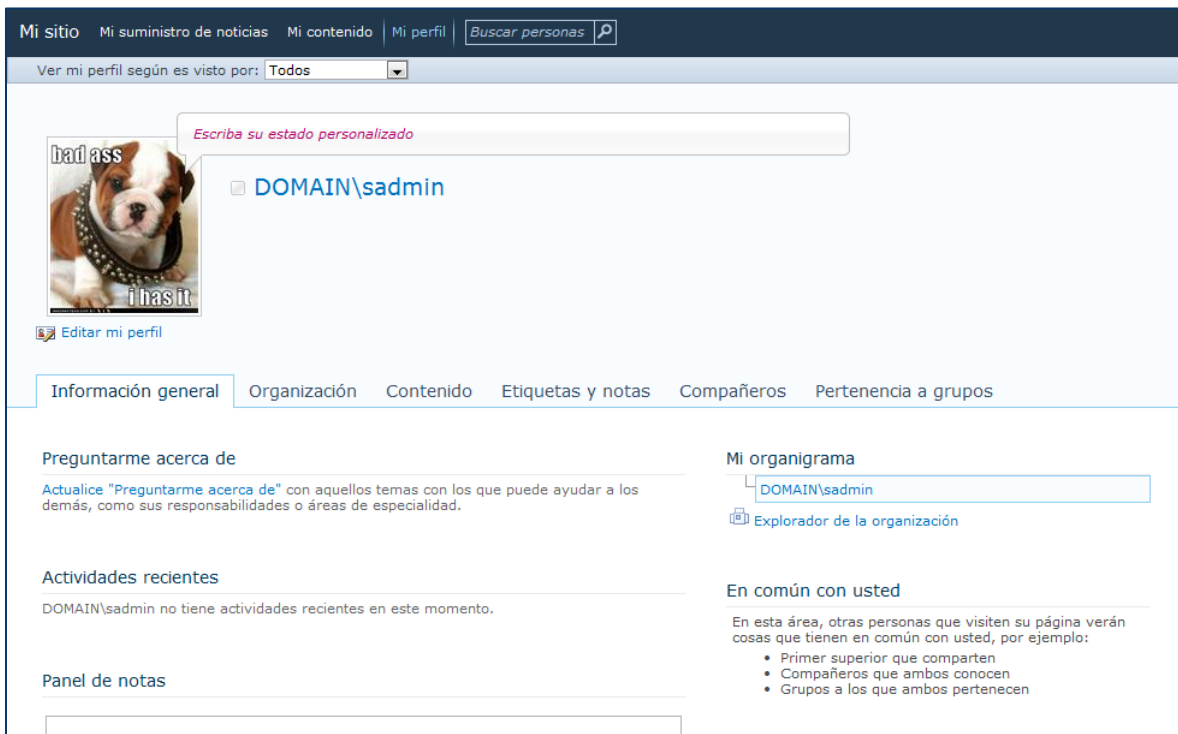 Mi sitio Mi suministro de noticias Mi contenido Mi perfil Buscar personas
Ver mi perfil según es visto por: Todos
Escriba su estado personalizado
bad ass
i has it
DOMAIN\sadmin
Editar mi perfil
Información general Organización Contenido Etiquetas y notas Compañeros Pertenencia a grupos
Preguntarme acerca de
Actualice "Preguntarme acerca de" con aquellos temas con los que puede ayudar a los
demás, como sus responsabilidades o áreas de especialidad.
Actividades recientes
DOMAIN\sadmin no tiene actividades recientes en este momento.
Panel de notas
Mi organigrama
DOMAIN\sadmin
Explorador de la organización
En común con usted
En esta área, otras personas que visiten su página verán
cosas que tienen en común con usted, por ejemplo:
• Primer superior que comparten
• Compañeros que ambos conocen
• Grupos a los que ambos pertenecen